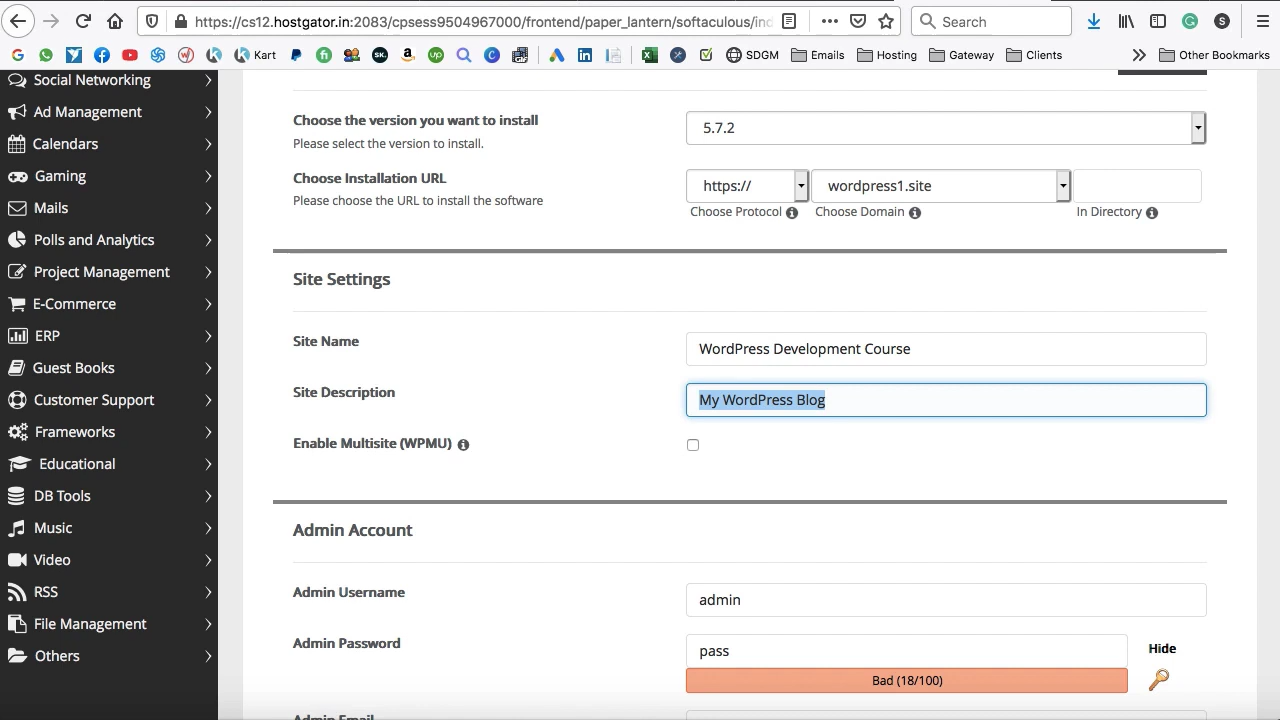 https://cs12.hostgator.in:2083/cpsess9504967000/frontend/paper_lantern/softaculous/ind
Search
Kart
SDGM
Emails
Hosting
Gateway
Clients
Other Bookmarks
Social Networking
Ad Management
Calendars
Gaming
Mails
Polls and Analytics
Project Management
E-Commerce
ERP
Guest Books
Customer Support
Frameworks
Educational
DB Tools
Music
Video
RSS
File Management
Others
Choose the version you want to install
Please select the version to install.
5.7.2
Choose Installation URL
Please choose the URL to install the software
https://
wordpress1.site
Choose Protocol
Choose Domain
In Directory
Site Settings
Site Name
WordPress Development Course
Site Description
My WordPress Blog
Enable Multisite (WPMU)
Admin Account
Admin Username
admin
Admin Password
pass
Hide
Bad (18/100)
Admin Email